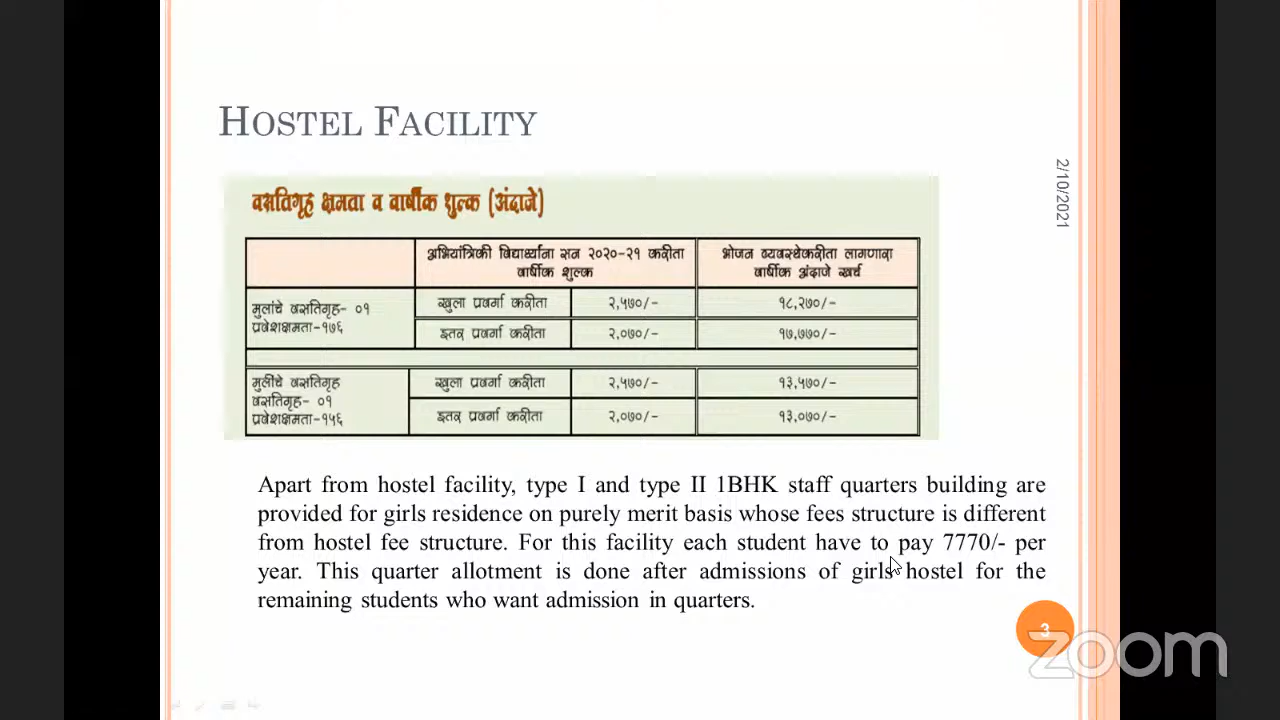 HOSTEL FACILITY
2/10/2021
वसतिगृह क्षमता व वार्षीक शुल्क (अंदाजे)
अभियांत्रिकी विद्यार्थ्यांना सन २०२०-२१ करीता
वार्षीक शुल्क
भोजन व्यवस्थेकरीता लागणारा
वार्षीक अंदाजे खर्च
मुलांचे वसतिगृह- ०१
प्रवेशक्षमता-१७६
खुला प्रवर्गा करीता
२,५७०/-
१८,२७०/-
इतर प्रवर्गा करीता
२,०७०/-
१७,७७०/-
मुलींचे वसतिगृह
वसतिगृह- ०१
प्रवेशक्षमता-१५६
खुला प्रवर्गा करीता
२,५७०/-
१३,५७०/-
इतर प्रवर्गा करीता
२,०७०/-
१३,०७०/-
Apart from hostel facility, type I and type II 1BHK staff quarters building are
provided for girls residence on purely merit basis whose fees structure is different
from hostel fee structure. For this facility each student have to pay 7770/- per
year. This quarter allotment is done after admissions of girls hostel for the
remaining students who want admission in quarters.
3
zoom